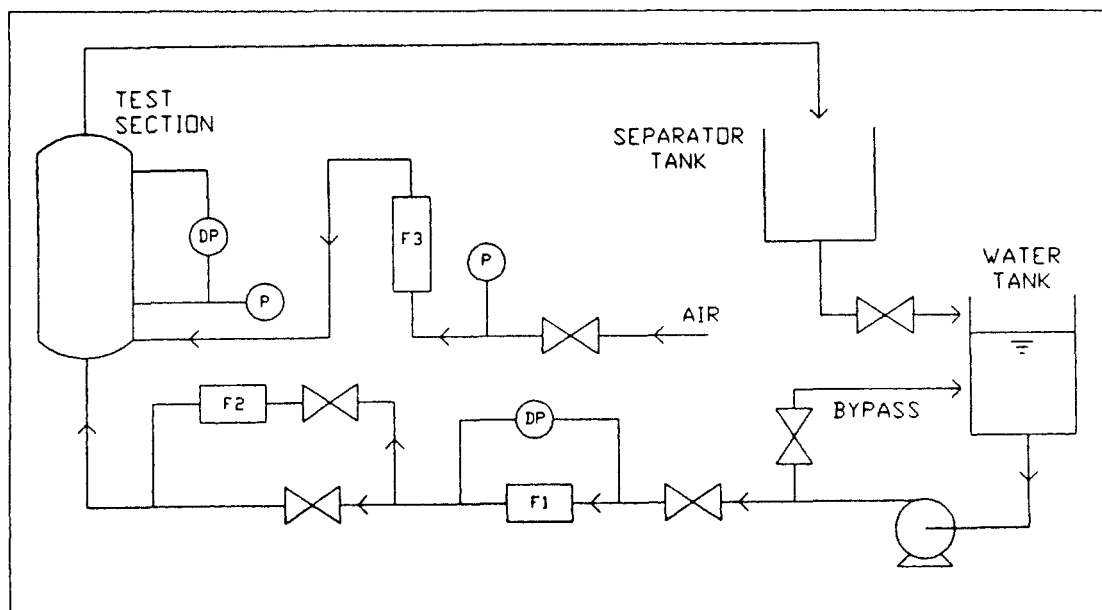 TEST
SECTION
SEPARATOR
TANK
DP
F3
P
WATER
TANK
P
AIR
F2
DP
BYPASS
F1